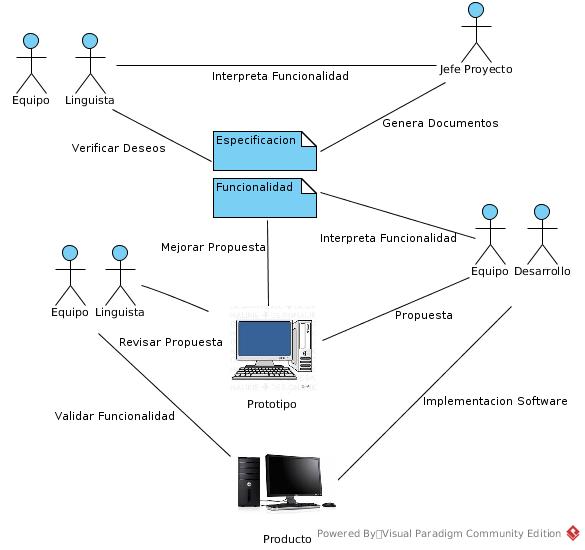 Equipo
Linguista
Jefe Proyecto
Interpreta Funcionalidad
Genera Documentos
Especificacion
Verificar Deseos
Funcionalidad
Interpreta Funcionalidad
Mejorar Propuesta
Equipo
Desarrollo
Equipo
Linguista
Propuesta
Revisar Propuesta
Prototipo
Implementacion Software
Validar Funcionalidad
Producto
Powered By Visual Paradigm Community Edition